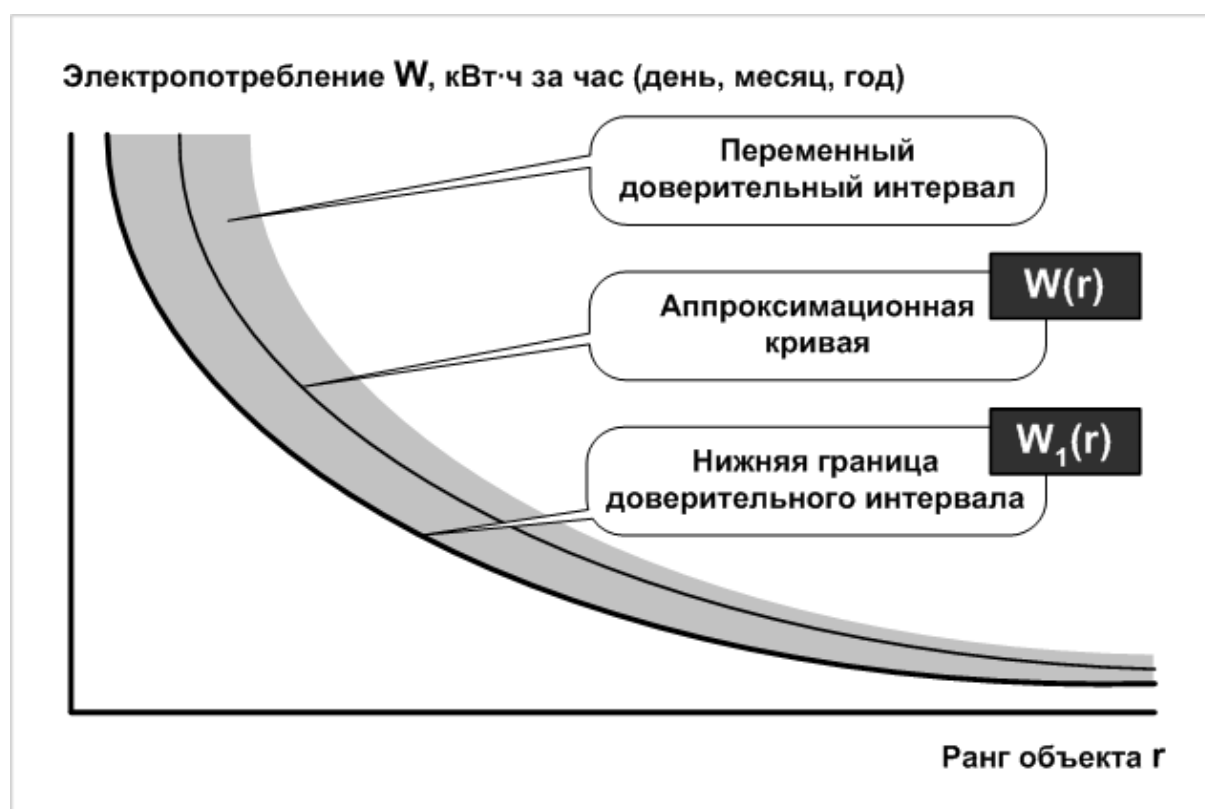 Электропотребление W, кВт·ч за час (день, месяц, год)
Переменный
доверительный интервал
W(r)
Аппроксимационная
кривая
W₁(r)
Нижняя граница
доверительного интервала
Ранг объекта r